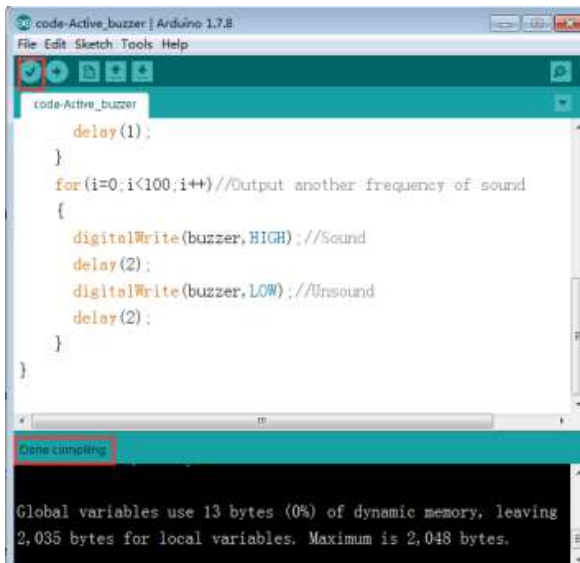 code-Active_buzzer | Arduino 1.7.8
File Edit Sketch Tools Help
code-Active_buzzer
delay(1);
}
for(i=0;i<100;i++)//Output another frequency of sound
{
digitalWrite(buzzer,HIGH);//Sound
delay(2);
digitalWrite(buzzer,LOW);//Unsound
delay(2);
}
}
Done compiling
Global variables use 13 bytes (0%) of dynamic memory, leaving
2,035 bytes for local variables. Maximum is 2,048 bytes.